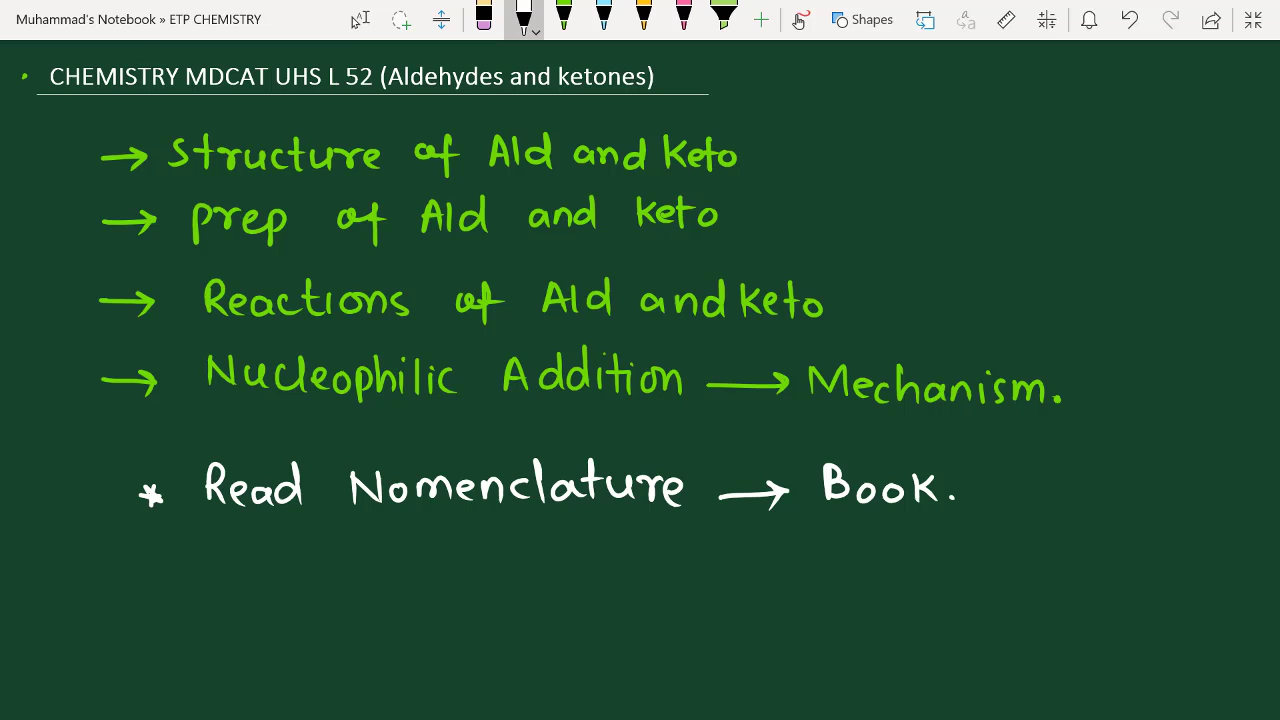 Muhammad's Notebook » ETP CHEMISTRY
Shapes
CHEMISTRY MDCAT UHS L 52 (Aldehydes and ketones)
→ Structure of Ald and Keto
→ prep of Ald and keto
→ Reactions of Ald and keto
→ Nucleophilic Addition → Mechanism.
* Read Nomenclature → Book.